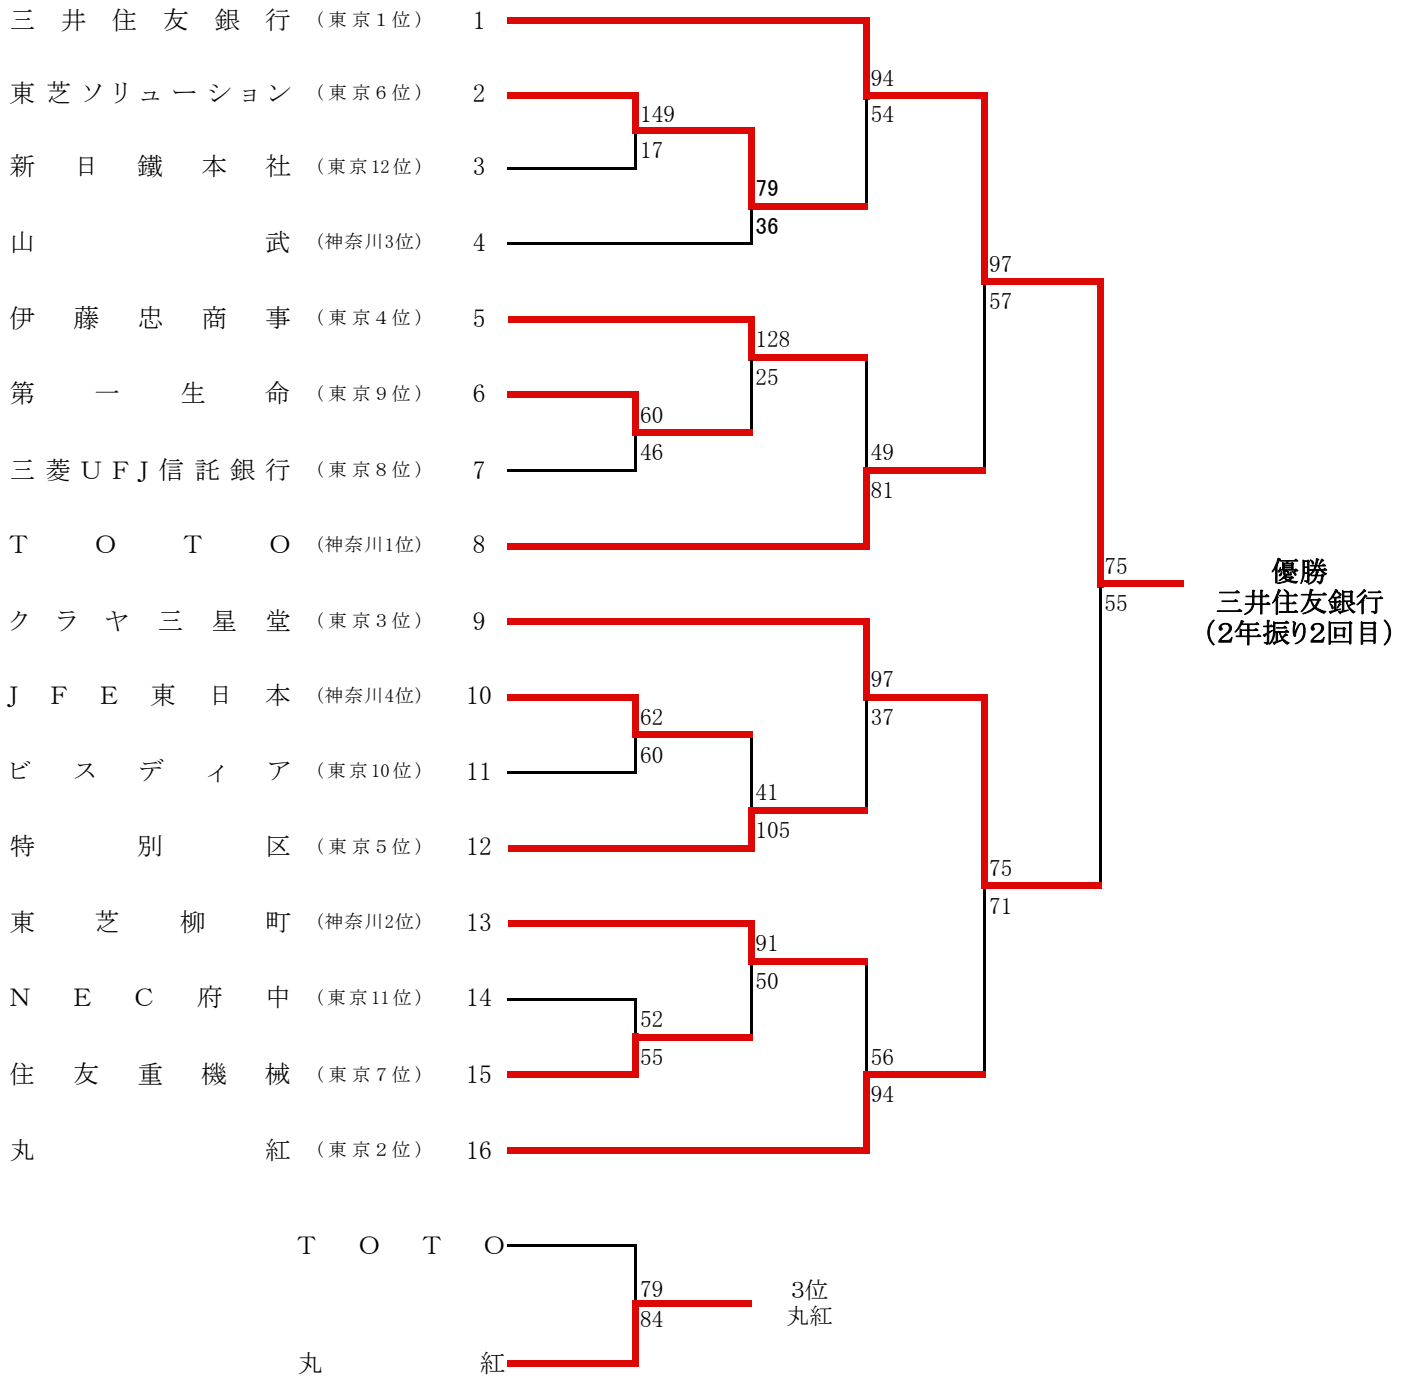 三井住友銀行 （東京１位） 1
94
東芝ソリューション （東京６位） 2
149
54
17
新日鐵本社 （東京12位） 3
79
36
山武 （神奈川3位） 4
97
57
伊藤忠商事 （東京４位） 5
128
25
第一生命 （東京９位） 6
60
46
49
三菱ＵＦＪ信託銀行 （東京８位） 7
81
ＴＯＴＯ （神奈川1位） 8
75
55
優勝
三井住友銀行
（２年振り２回目）
クラヤ三星堂 （東京３位） 9
97
ＪＦＥ東日本 （神奈川4位） 10
62
37
60
ビスディア （東京10位） 11
41
105
特別区 （東京５位） 12
75
71
東芝柳町 （神奈川2位） 13
91
50
ＮＥＣ府中 （東京11位） 14
52
55
56
住友重機械 （東京７位） 15
94
丸紅 （東京２位） 16
ＴＯＴＯ
79
84
3位
丸紅
丸紅